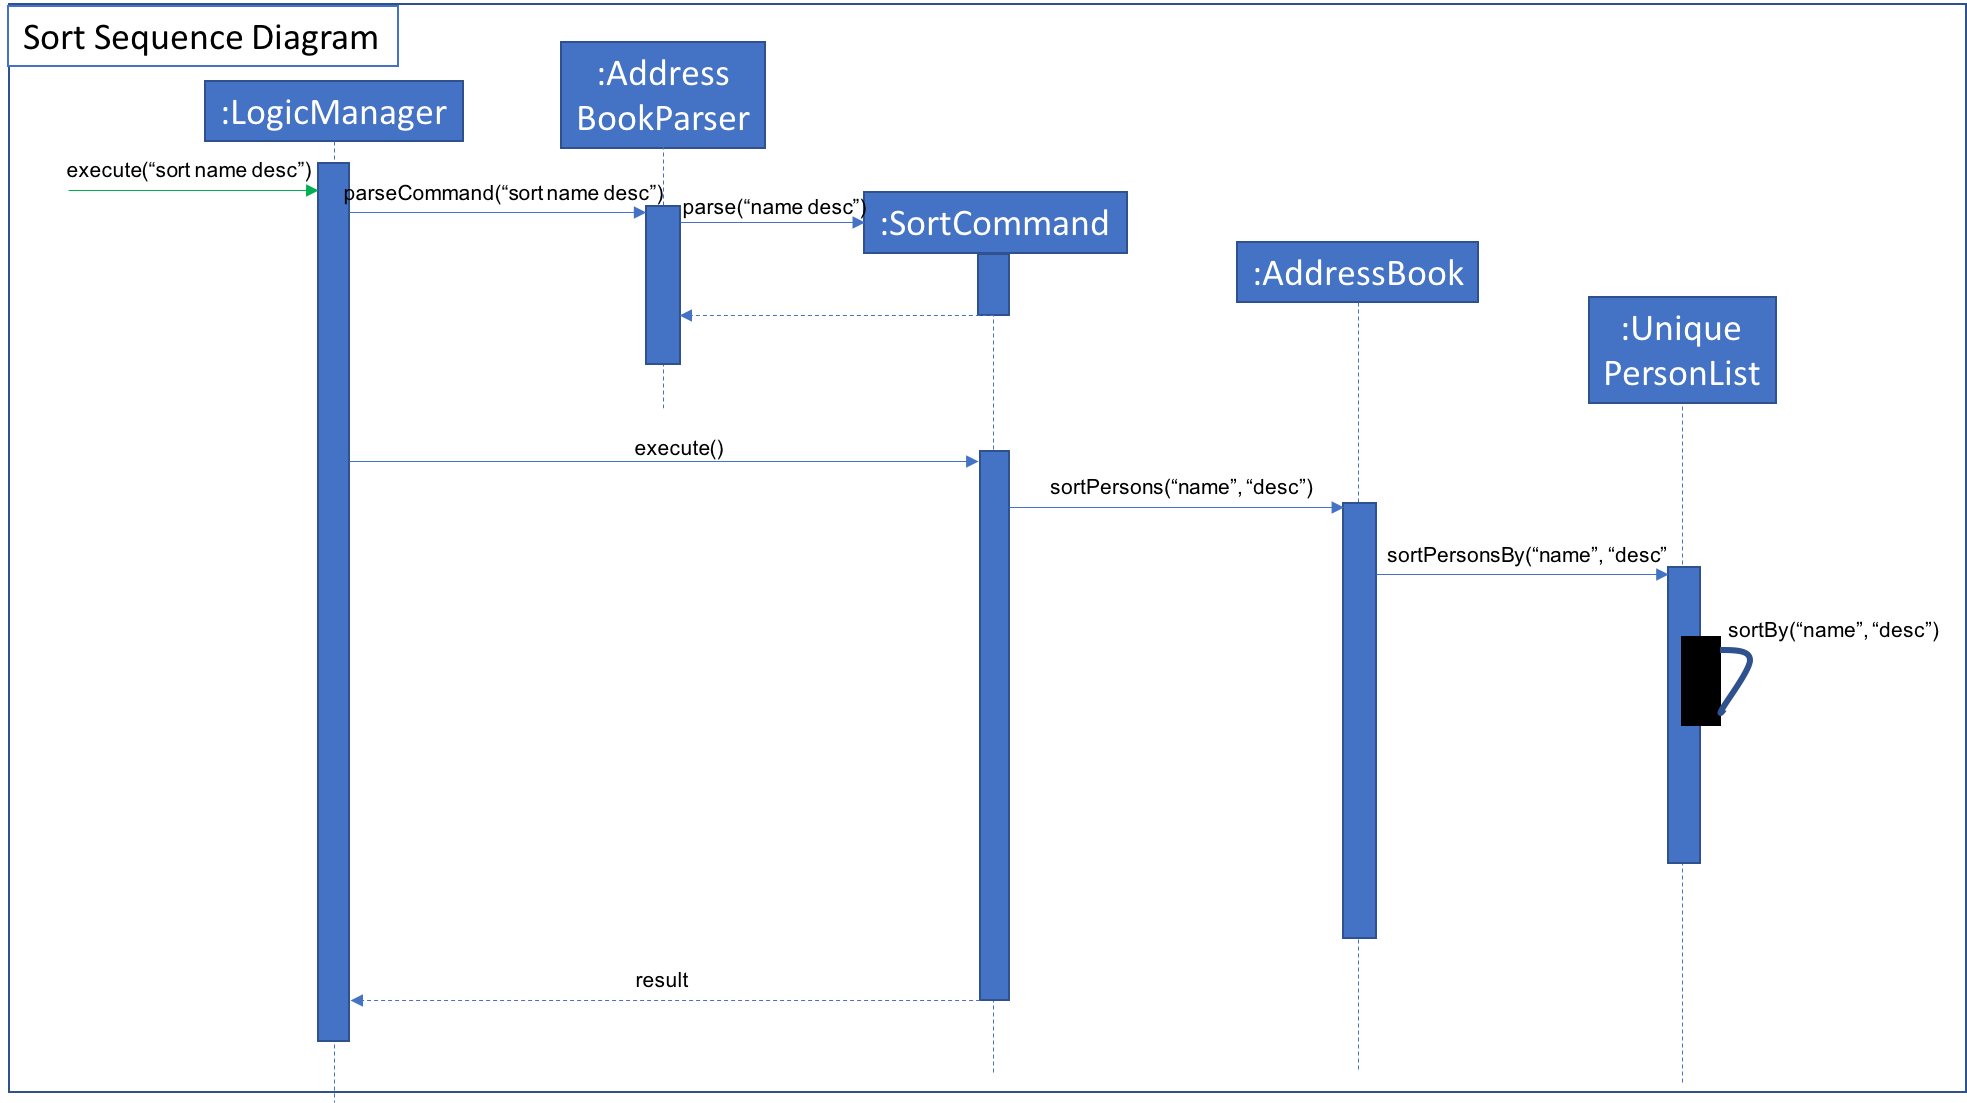 Sort Sequence Diagram
:LogicManager
:Address
BookParser
execute(“sort name desc”)
parseCommand(“sort name desc”)
parse(“name desc”)
:SortCommand
:AddressBook
:Unique
PersonList
execute()
sortPersons(“name”, “desc”)
sortPersonsBy(“name”, “desc”
sortBy(“name”, “desc”)
result